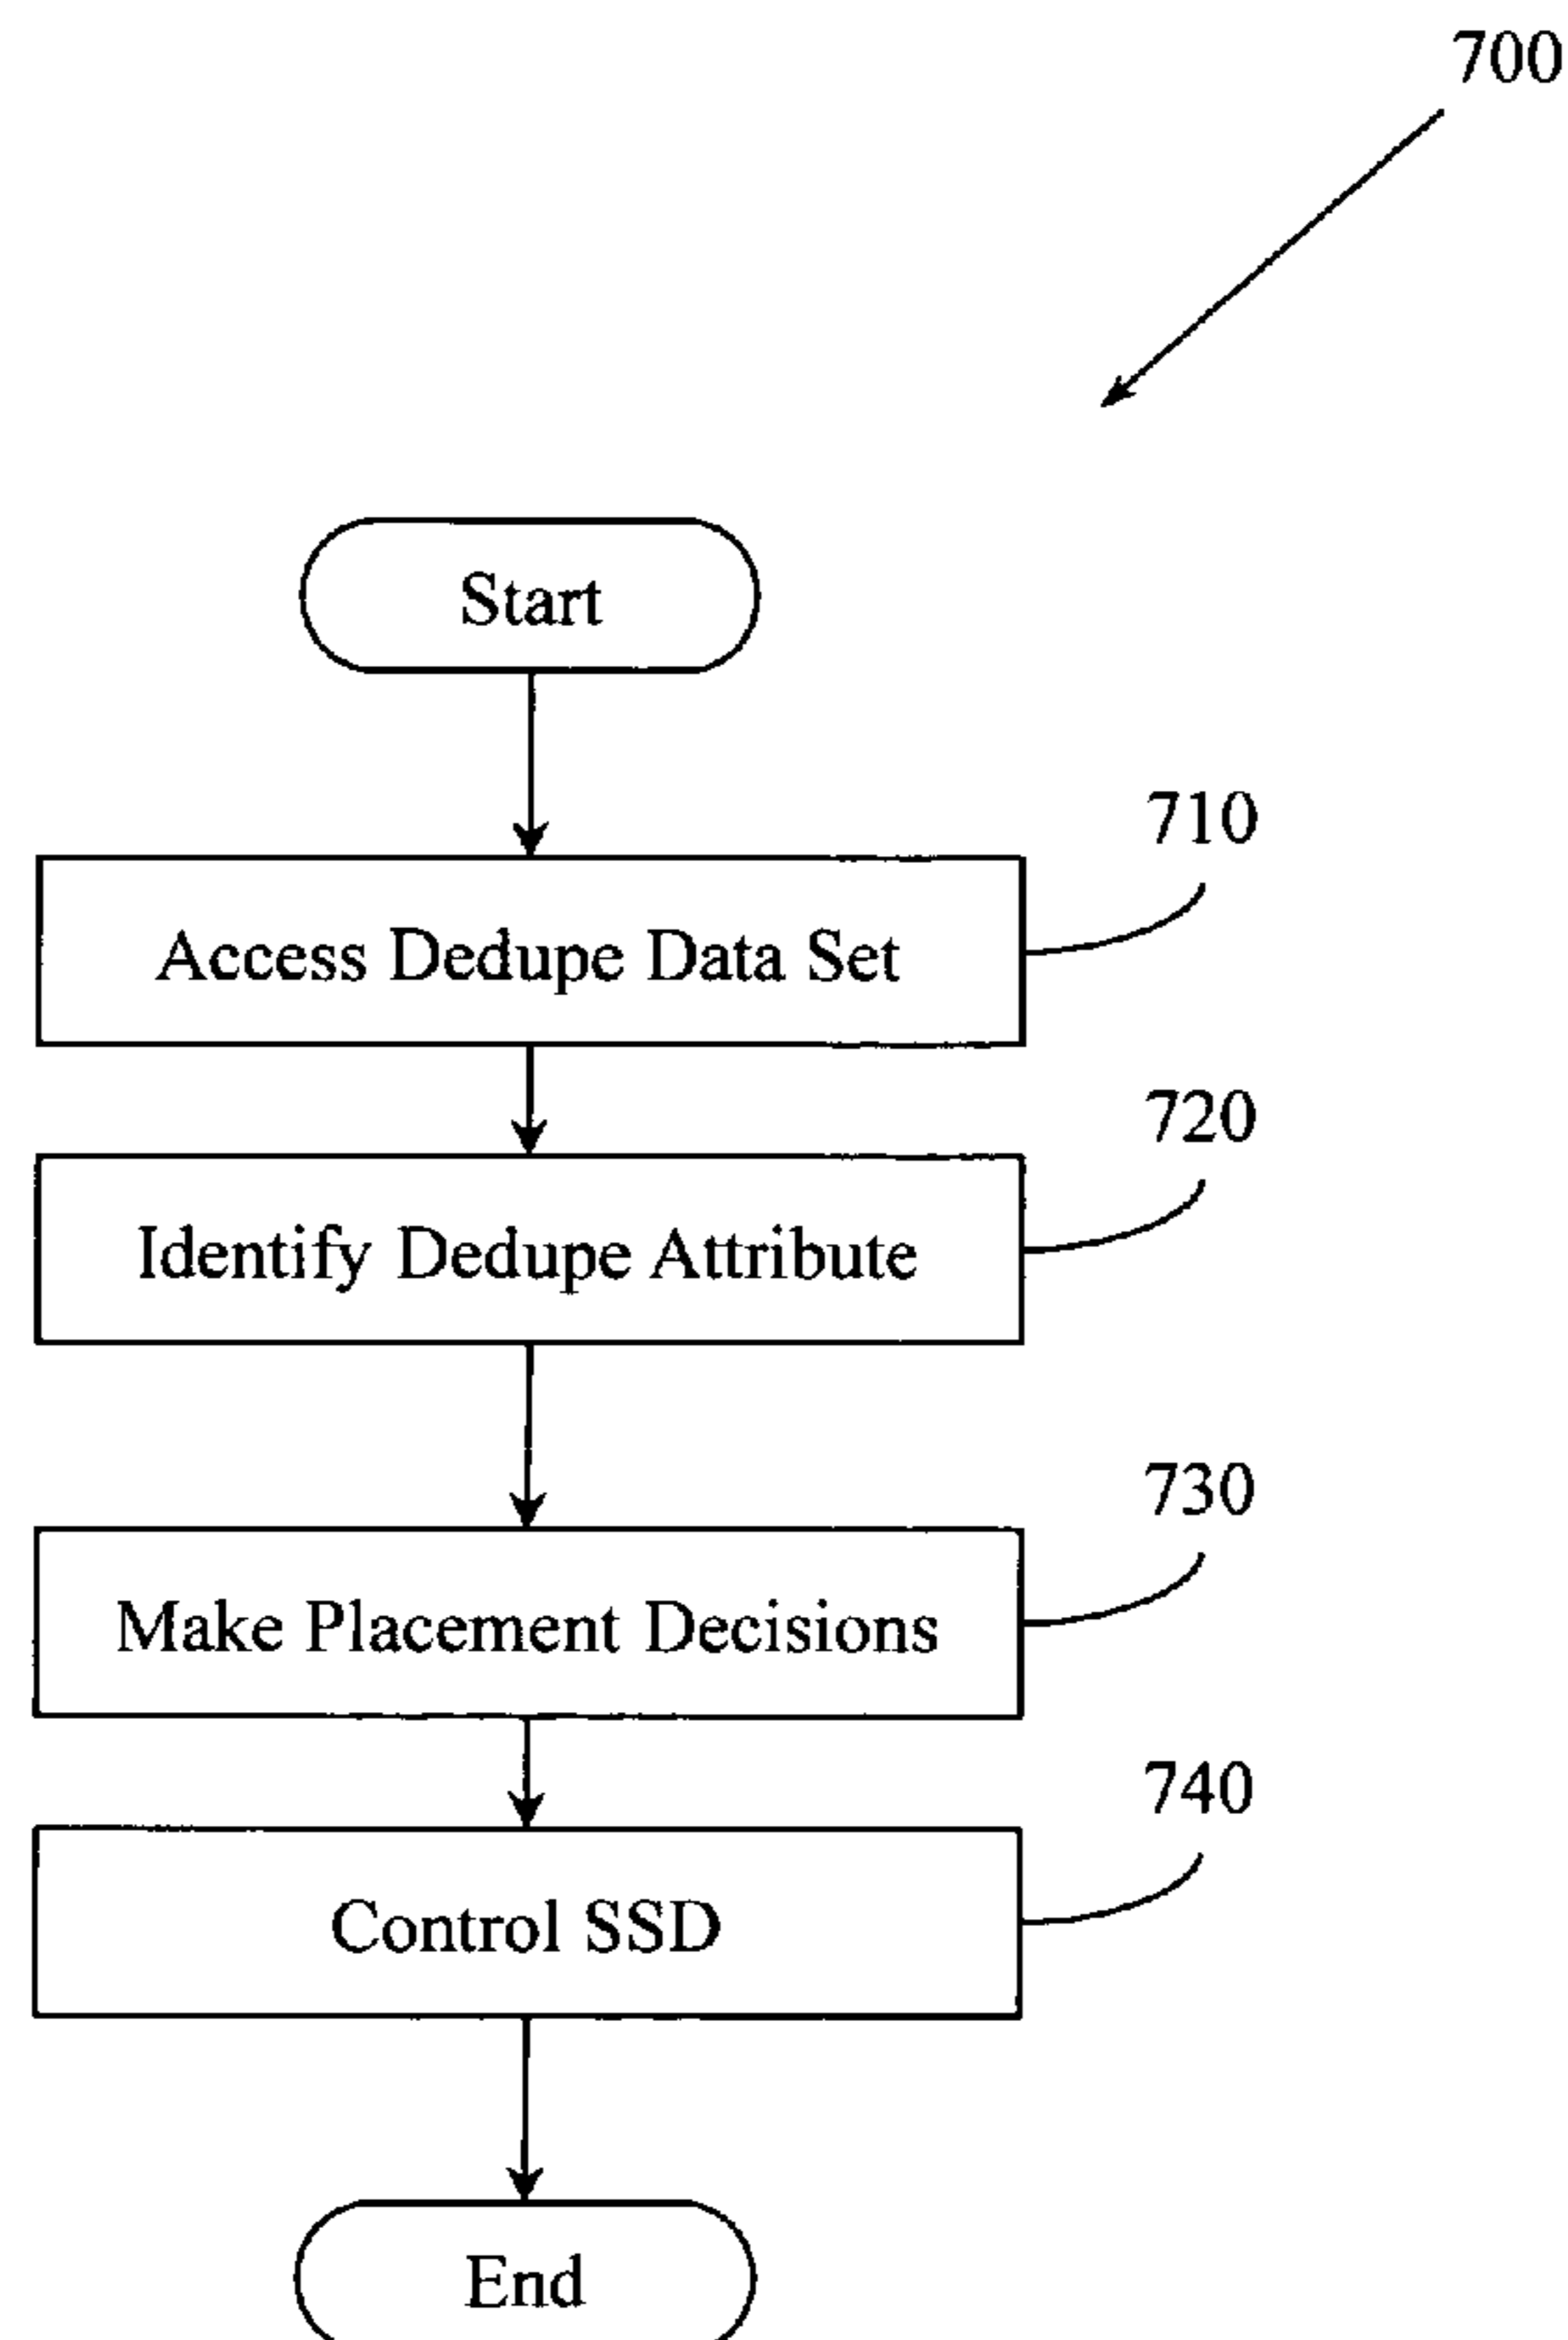 700
Start
710
Access Dedupe Data Set
720
Identify Dedupe Attribute
730
Make Placement Decisions
740
Control SSD
End